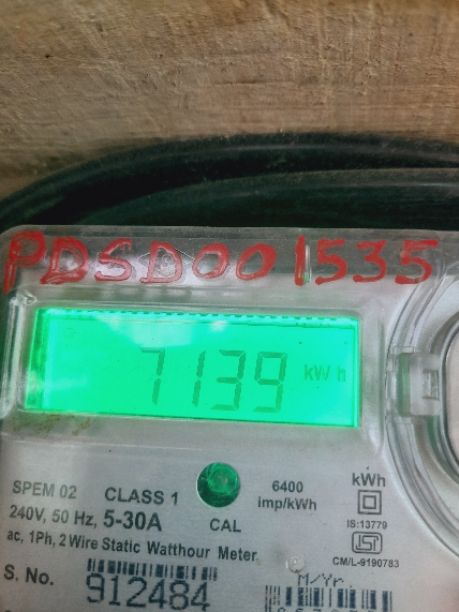 PDSD001535
7139 kWh
SPEM 02 CLASS 1 6400 kWh
240V, 50 Hz, 5-30A CAL imp/kWh
IS:13779
ac, 1Ph, 2 Wire Static Watthour Meter
ISI
CM/L-9190783
S. No. 912484 M/Yr.